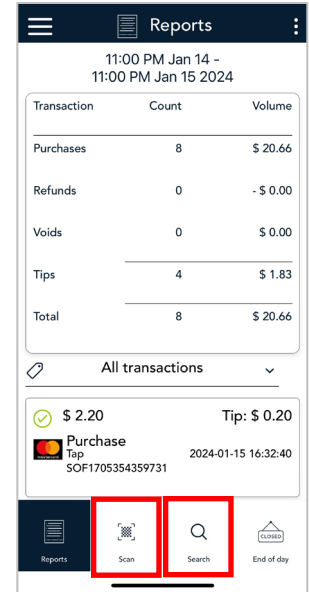 Reports
11:00 PM Jan 14 -
11:00 PM Jan 15 2024
Transaction Count Volume
Purchases 8 $ 20.66
Refunds 0 - $ 0.00
Voids 0 $ 0.00
Tips 4 $ 1.83
Total 8 $ 20.66
All transactions
$ 2.20 Tip: $ 0.20
Purchase
Tap 2024-01-15 16:32:40
SOF1705354359731
CLOSED
Reports Scan Search End of day